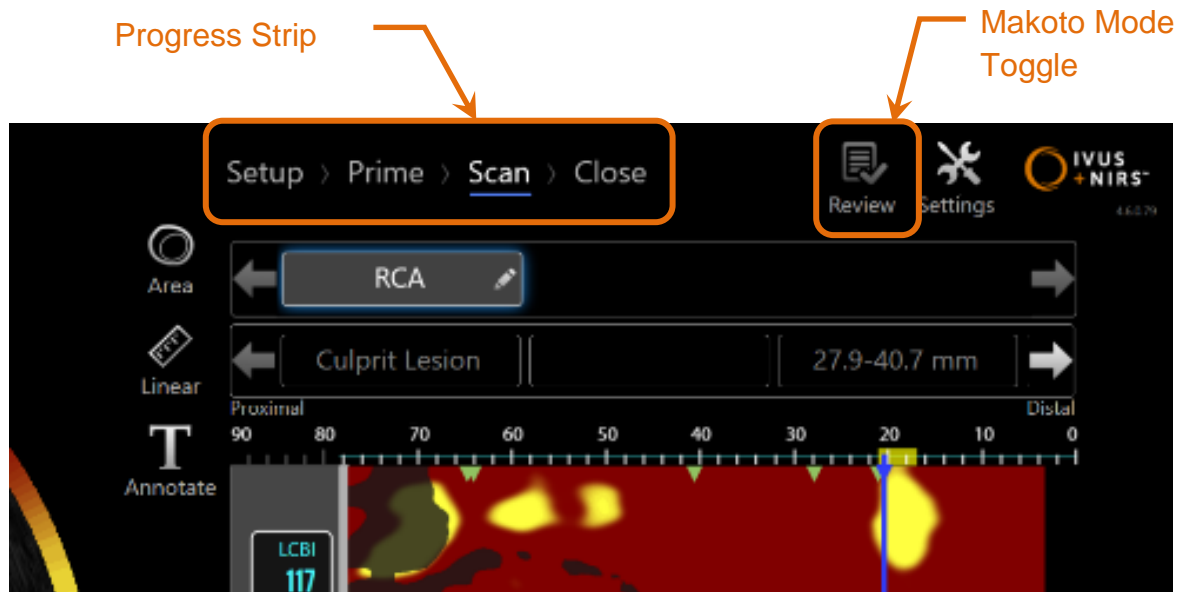 Progress Strip
Makoto Mode
Toggle
Setup > Prime > Scan > Close
Review
Settings
IVUS
+NIRS™
4.6.0.79
Area
RCA
Linear
Culprit Lesion
27.9-40.7 mm
Proximal
Distal
90 80 70 60 50 40 30 20 10 0
T
Annotate
LCBI
117